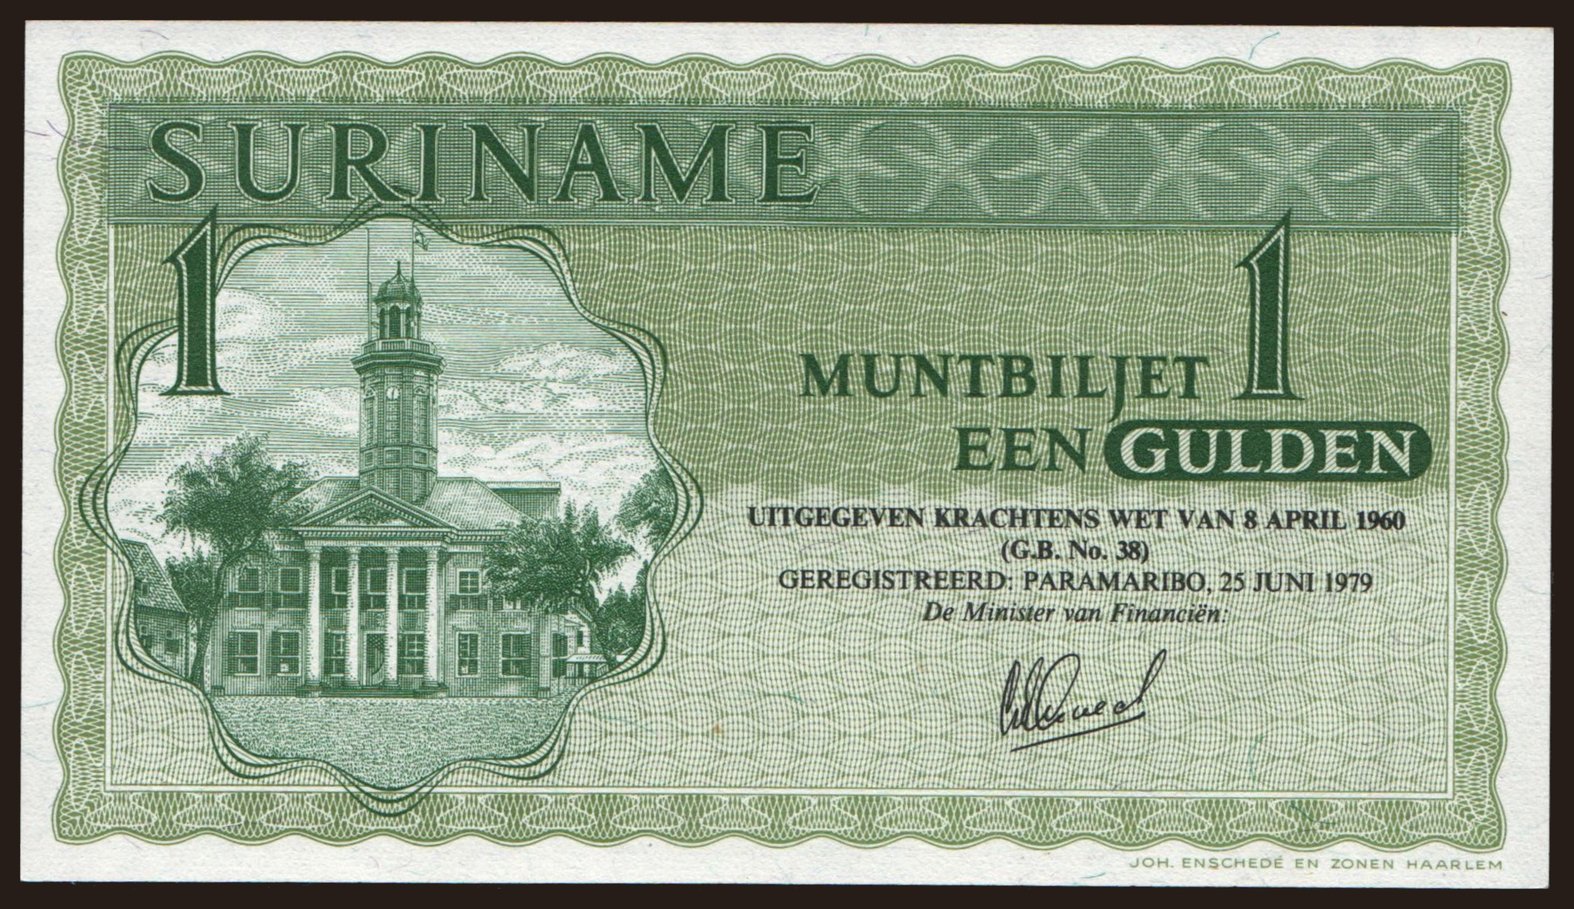 SURINAME
1
1
MUNTBILJET
EEN GULDEN
UITGEGEVEN KRACHTENS WET VAN 8 APRIL 1960
(G.B. No. 38)
GEREGISTREERD: PARAMARIBO, 25 JUNI 1979
De Minister van Financiën:
JOH. ENSCHEDÉ EN ZONEN HAARLEM